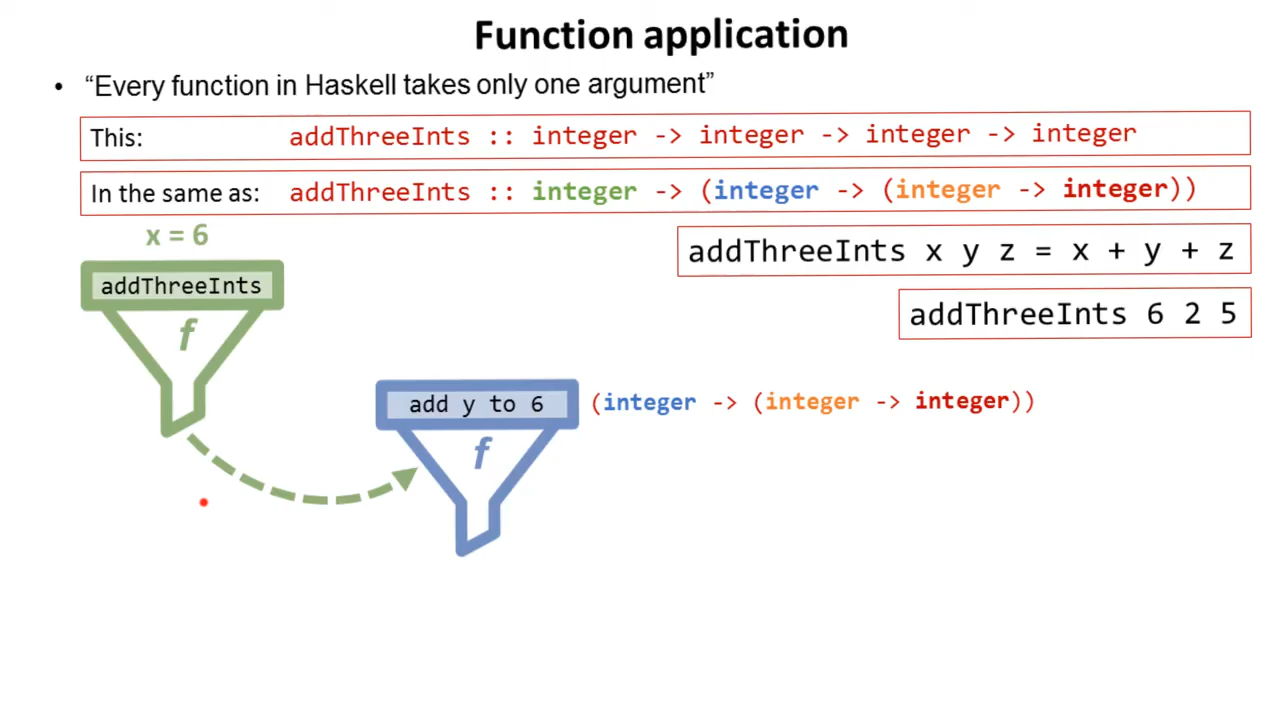 Function application
• “Every function in Haskell takes only one argument”
This: addThreeInts :: integer -> integer -> integer -> integer
In the same as: addThreeInts :: integer -> (integer -> (integer -> integer))
x = 6
addThreeInts x y z = x + y + z
addThreeInts
addThreeInts 6 2 5
f
add y to 6 (integer -> (integer -> integer))
f